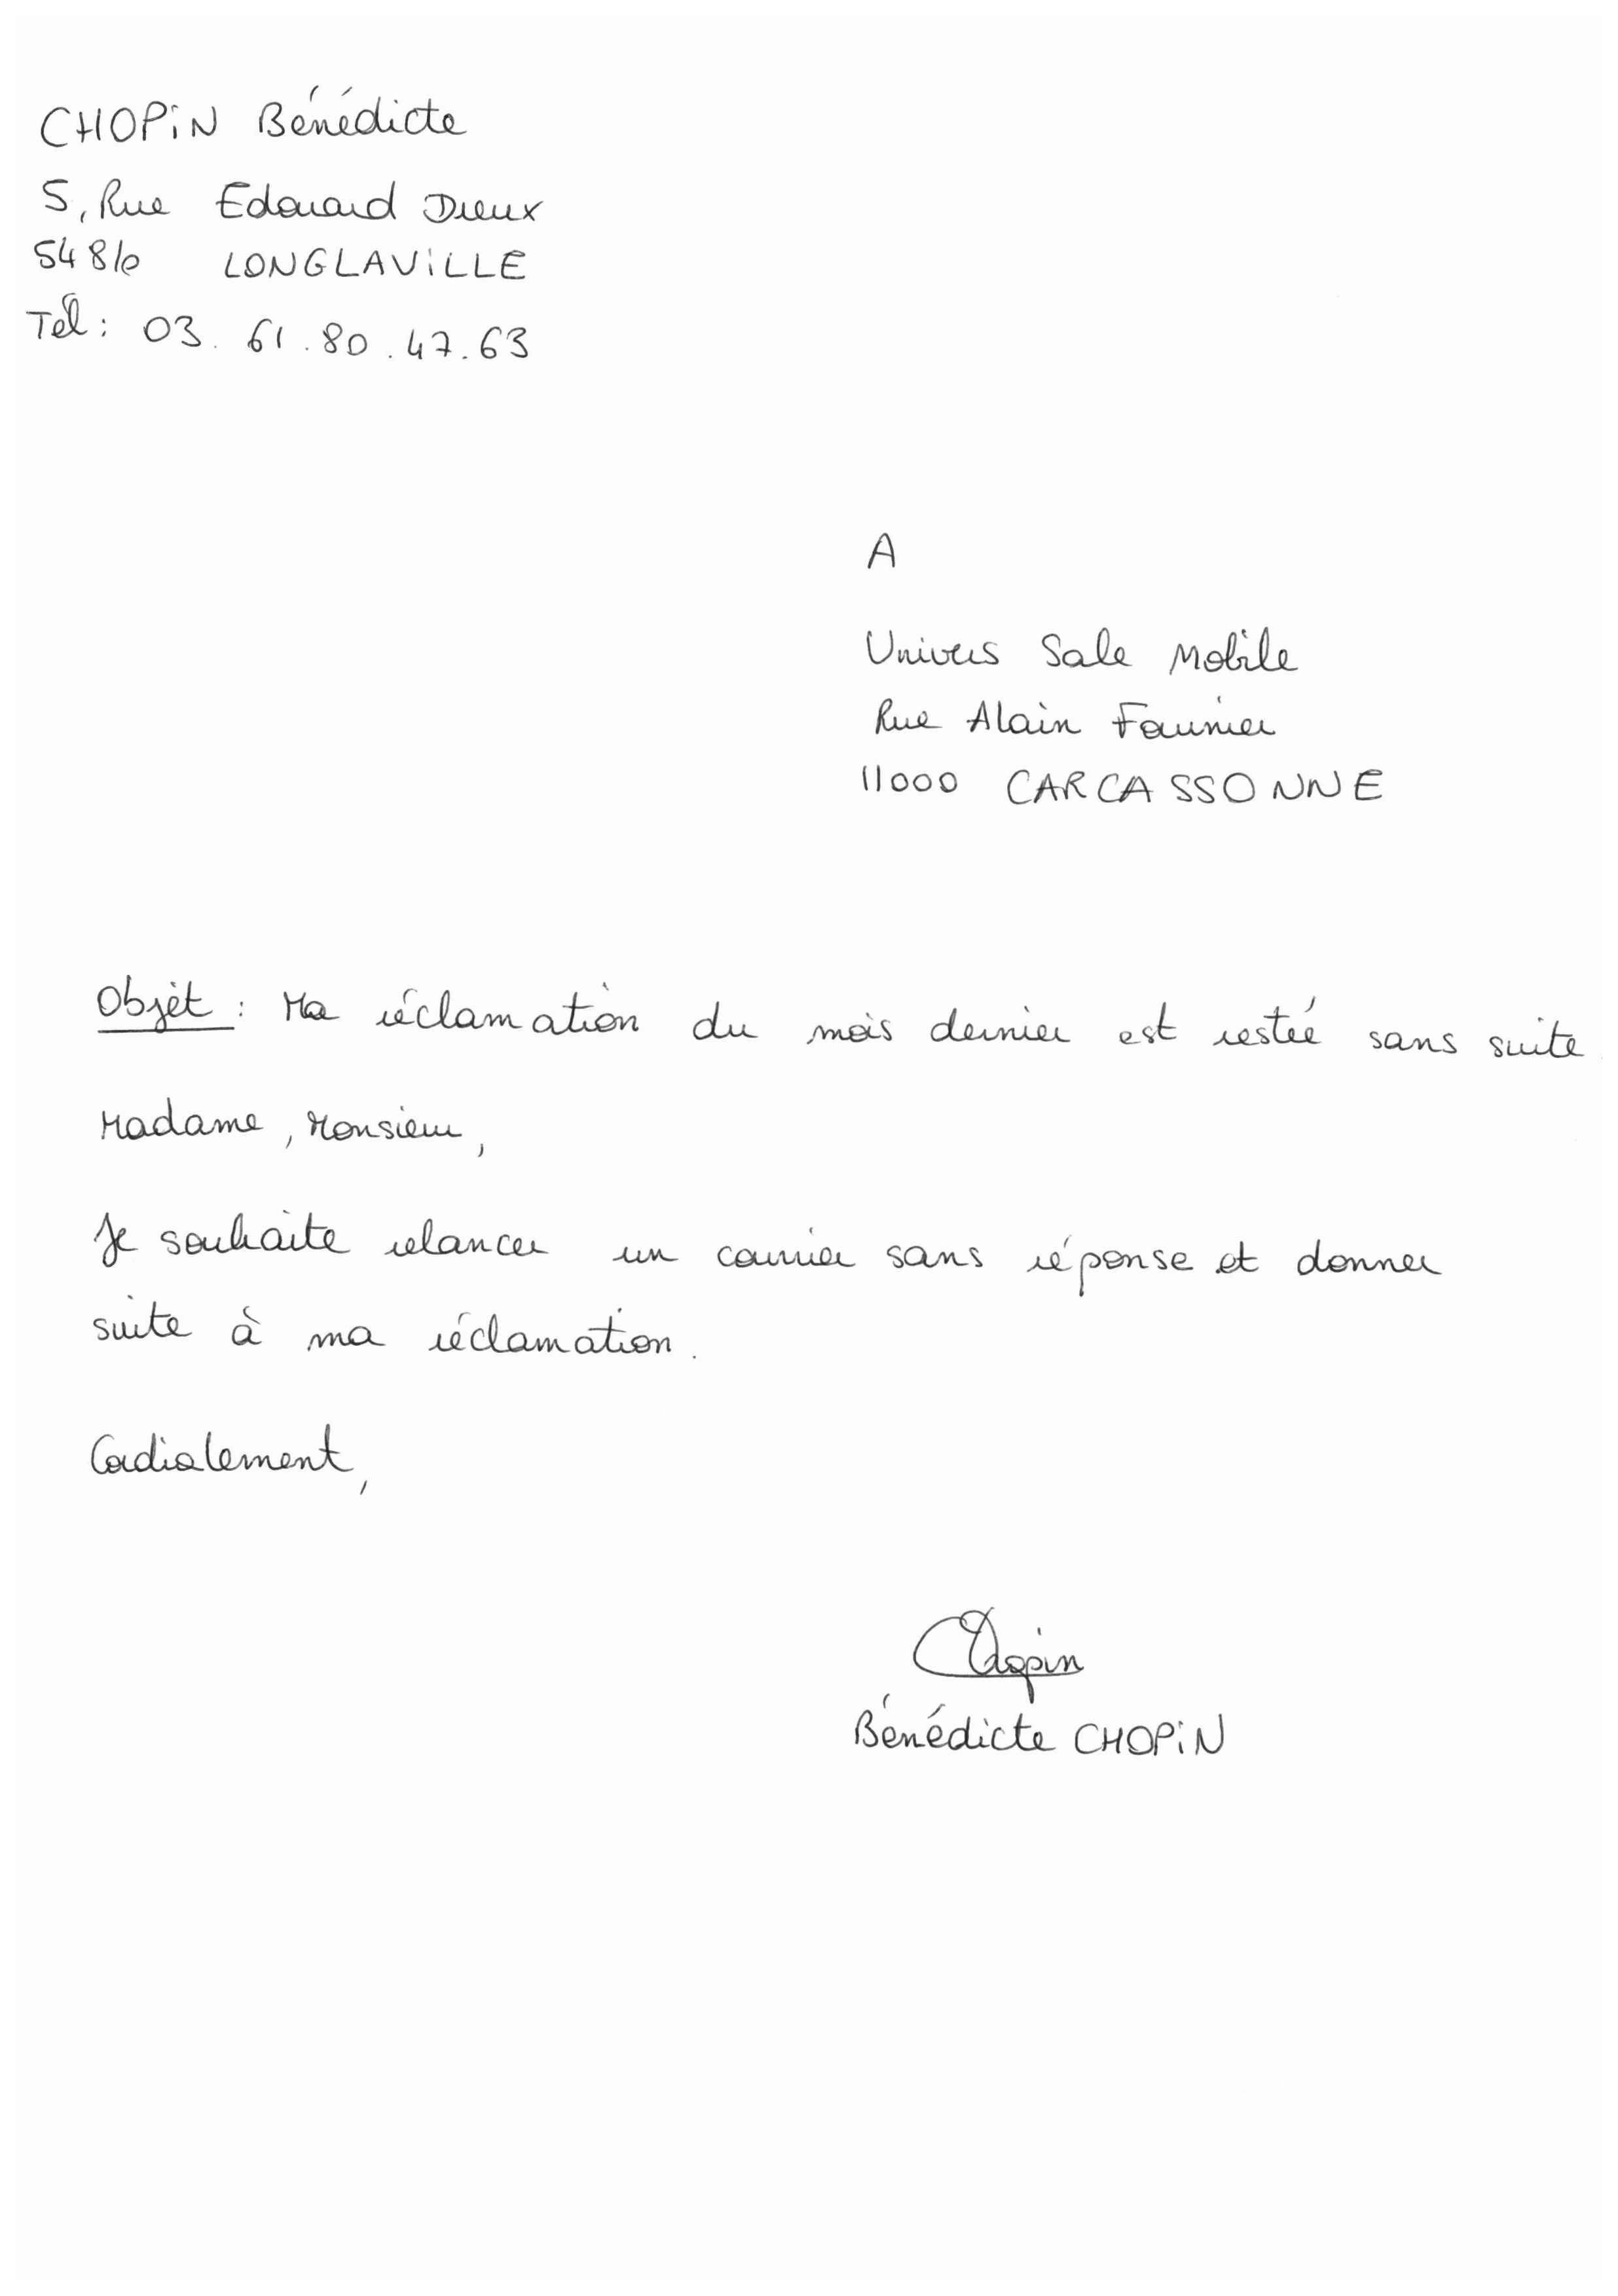 CHOPIN Bénédicte
5, Rue Edouard Dreux
54810 LONGLAVILLE
Tél : 03. 61. 80. 47. 63
A
Univers Sale Mobile
Rue Alain Fournier
11000 CARCASSONNE
Objet : Ma réclamation du mois dernier est restée sans suite
Madame, Monsieur,
Je souhaite relancer un courrier sans réponse et donner
suite à ma réclamation.
Cordialement,
Chopin
Bénédicte CHOPIN